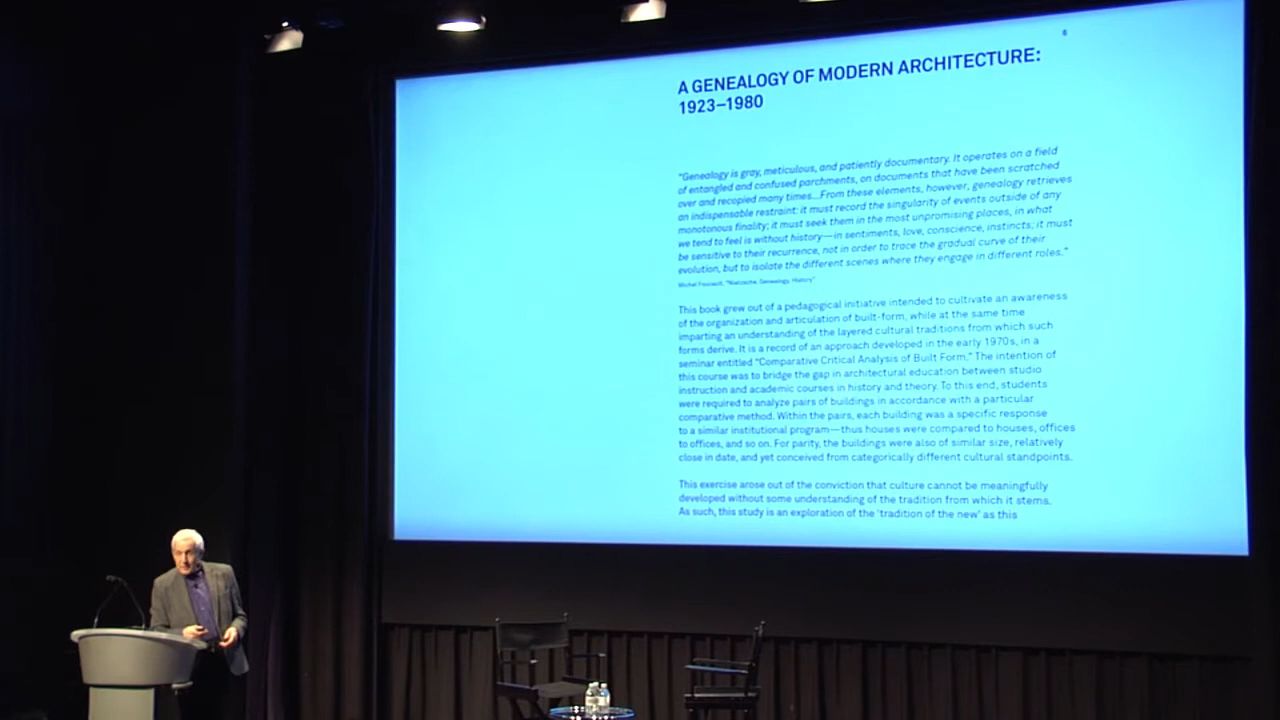 6
A GENEALOGY OF MODERN ARCHITECTURE:
1923–1980
“Genealogy is gray, meticulous, and patiently documentary. It operates on a field
of entangled and confused parchments, on documents that have been scratched
over and recopied many times...From these elements, however, genealogy retrieves
an indispensable restraint: it must record the singularity of events outside of any
monotonous finality; it must seek them in the most unpromising places, in what
we tend to feel is without history—in sentiments, love, conscience, instincts; it must
be sensitive to their recurrence, not in order to trace the gradual curve of their
evolution, but to isolate the different scenes where they engage in different roles.”
Michel Foucault, “Nietzsche, Genealogy, History”
This book grew out of a pedagogical initiative intended to cultivate an awareness
of the organization and articulation of built-form, while at the same time
imparting an understanding of the layered cultural traditions from which such
forms derive. It is a record of an approach developed in the early 1970s, in a
seminar entitled “Comparative Critical Analysis of Built Form.” The intention of
this course was to bridge the gap in architectural education between studio
instruction and academic courses in history and theory. To this end, students
were required to analyze pairs of buildings in accordance with a particular
comparative method. Within the pairs, each building was a specific response
to a similar institutional program—thus houses were compared to houses, offices
to offices, and so on. For parity, the buildings were also of similar size, relatively
close in date, and yet conceived from categorically different cultural standpoints.
This exercise arose out of the conviction that culture cannot be meaningfully
developed without some understanding of the tradition from which it stems.
As such, this study is an exploration of the ‘tradition of the new’ as this